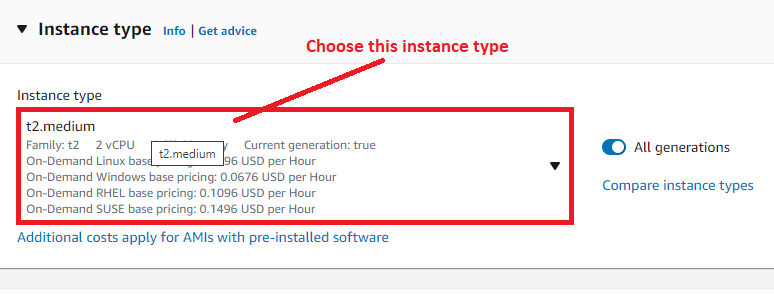 Instance type Info | Get advice
Choose this instance type
Instance type
t2.medium
Family: t2 2 vCPU Current generation: true
t2.medium
On-Demand Linux base 96 USD per Hour
On-Demand Windows base pricing: 0.0676 USD per Hour
On-Demand RHEL base pricing: 0.1096 USD per Hour
On-Demand SUSE base pricing: 0.1496 USD per Hour
All generations
Compare instance types
Additional costs apply for AMIs with pre-installed software